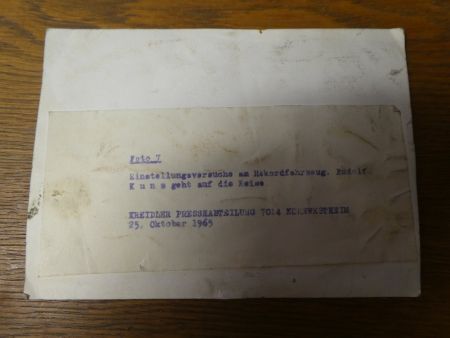 Foto 7
Einstellungsversuche am Rekordfahrzeug. Rudolf
K u n z geht auf die Reise
KREIDLER PRESSEABTEILUNG 7014 KORNWESTHEIM
25. Oktober 1965